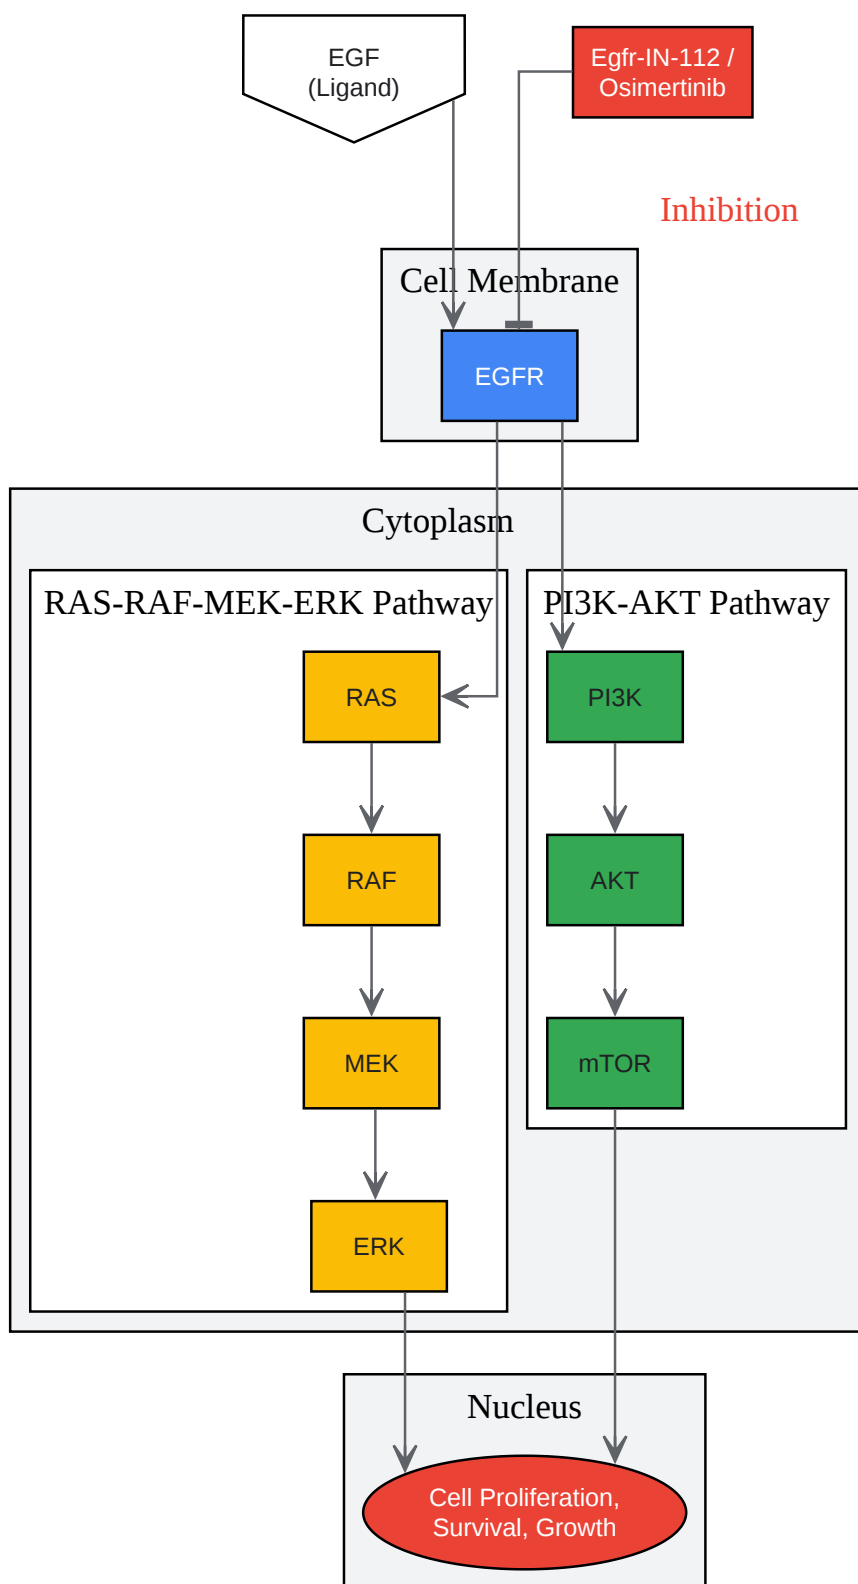 EGF
(Ligand)
Egfr-IN-112 /
Osimertinib
Inhibition
Cell Membrane
EGFR
Cytoplasm
RAS-RAF-MEK-ERK Pathway
PI3K-AKT Pathway
RAS
PI3K
RAF
AKT
MEK
mTOR
ERK
Nucleus
Cell Proliferation,
Survival, Growth